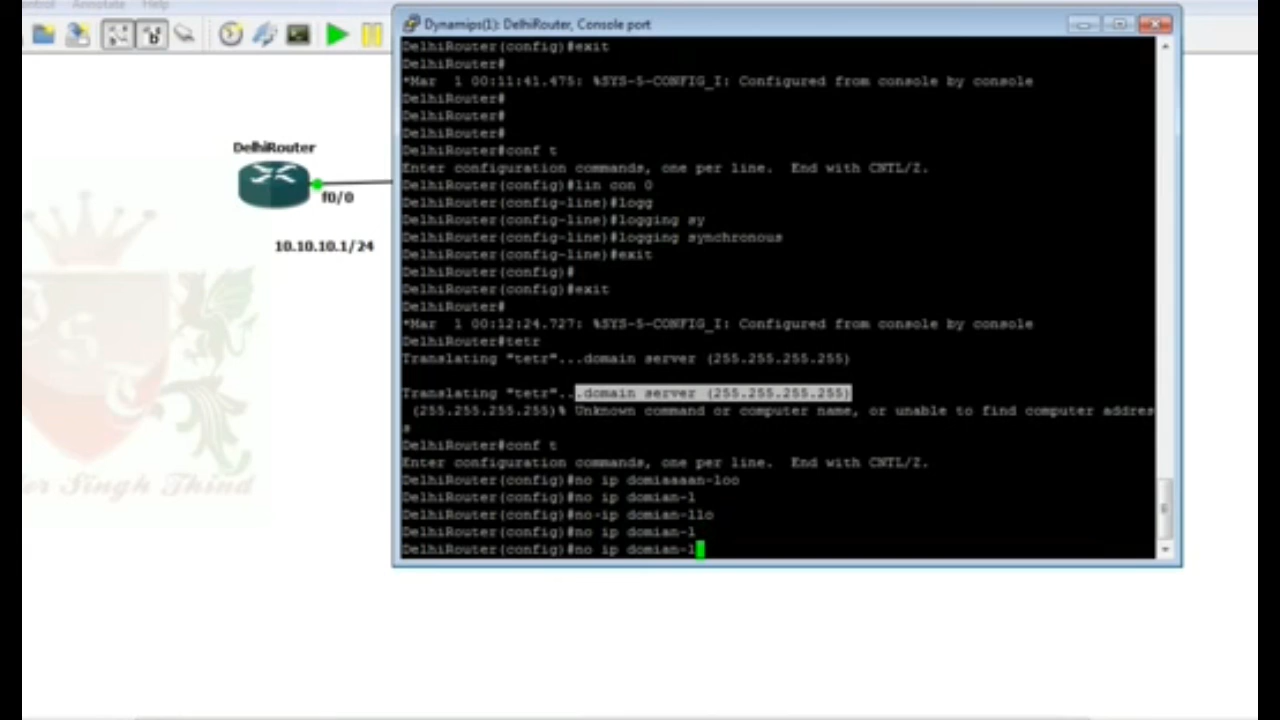 Annotate Help
Dynamips(1): DelhiRouter, Console port
DelhiRouter(config)#exit
DelhiRouter#
*Mar 1 00:11:41.475: %SYS-5-CONFIG_I: Configured from console by console
DelhiRouter#
DelhiRouter#
DelhiRouter#
DelhiRouter#conf t
Enter configuration commands, one per line. End with CNTL/Z.
DelhiRouter(config)#lin con 0
DelhiRouter(config-line)#logg
DelhiRouter(config-line)#logging sy
DelhiRouter(config-line)#logging synchronous
DelhiRouter(config-line)#exit
DelhiRouter(config)#
DelhiRouter(config)#exit
DelhiRouter#
*Mar 1 00:12:24.727: %SYS-5-CONFIG_I: Configured from console by console
DelhiRouter#tetr
Translating "tetr"...domain server (255.255.255.255)
Translating "tetr"...domain server (255.255.255.255)
(255.255.255.255)% Unknown command or computer name, or unable to find computer addres
s
DelhiRouter#conf t
Enter configuration commands, one per line. End with CNTL/Z.
DelhiRouter(config)#no ip domiaaaan-loo
DelhiRouter(config)#no ip domian-l
DelhiRouter(config)#no-ip domian-llo
DelhiRouter(config)#no ip domian-l
DelhiRouter(config)#no ip domian-l
DelhiRouter
f0/0
10.10.10.1/24
Singh Thind